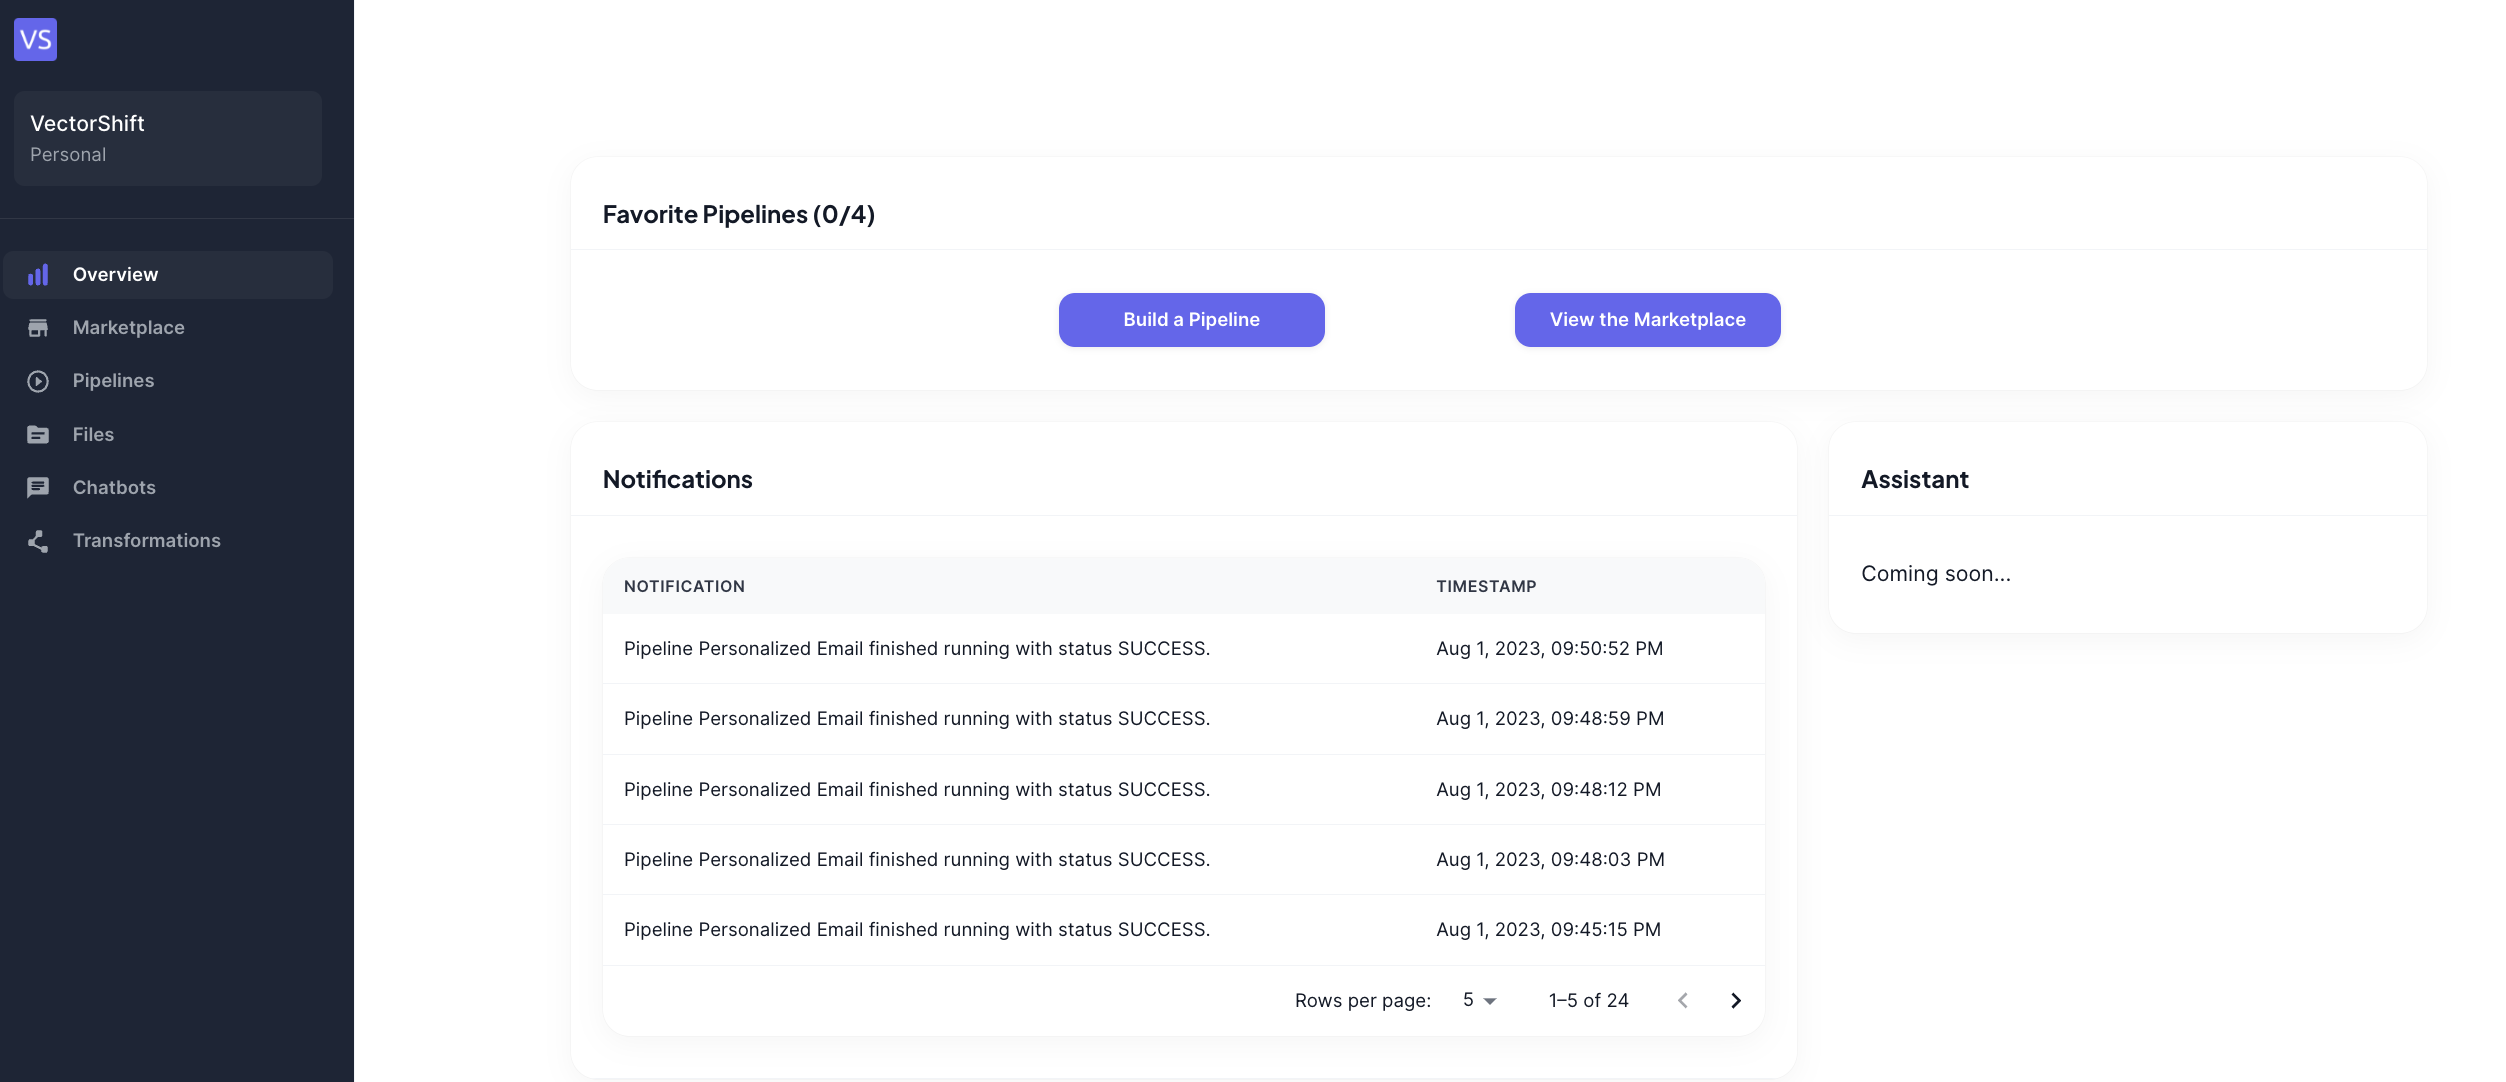 VS
VectorShift
Personal
Overview
Marketplace
Pipelines
Files
Chatbots
Transformations
Favorite Pipelines (0/4)
Build a Pipeline
View the Marketplace
Notifications
NOTIFICATION TIMESTAMP
Pipeline Personalized Email finished running with status SUCCESS. Aug 1, 2023, 09:50:52 PM
Pipeline Personalized Email finished running with status SUCCESS. Aug 1, 2023, 09:48:59 PM
Pipeline Personalized Email finished running with status SUCCESS. Aug 1, 2023, 09:48:12 PM
Pipeline Personalized Email finished running with status SUCCESS. Aug 1, 2023, 09:48:03 PM
Pipeline Personalized Email finished running with status SUCCESS. Aug 1, 2023, 09:45:15 PM
Rows per page: 5 1–5 of 24
Assistant
Coming soon...